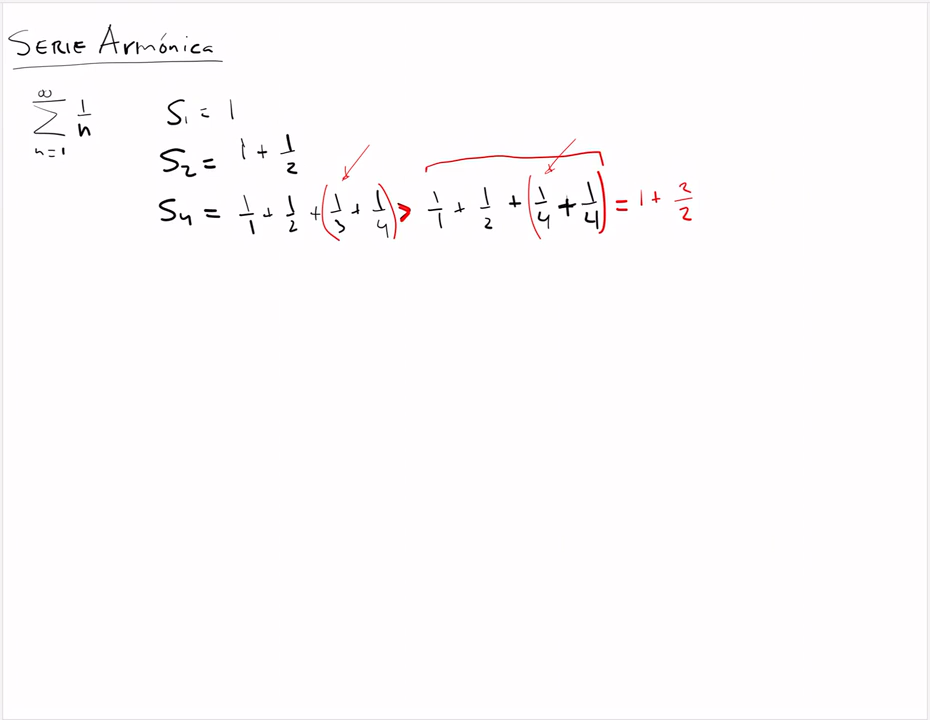 SERIE Armónica
∞
∑ 1/n
n=1
S₁ = 1
S₂ = 1 + 1/2
S₄ = 1/1 + 1/2 + (1/3 + 1/4) > 1/1 + 1/2 + (1/4 + 1/4) = 1 + 2/2